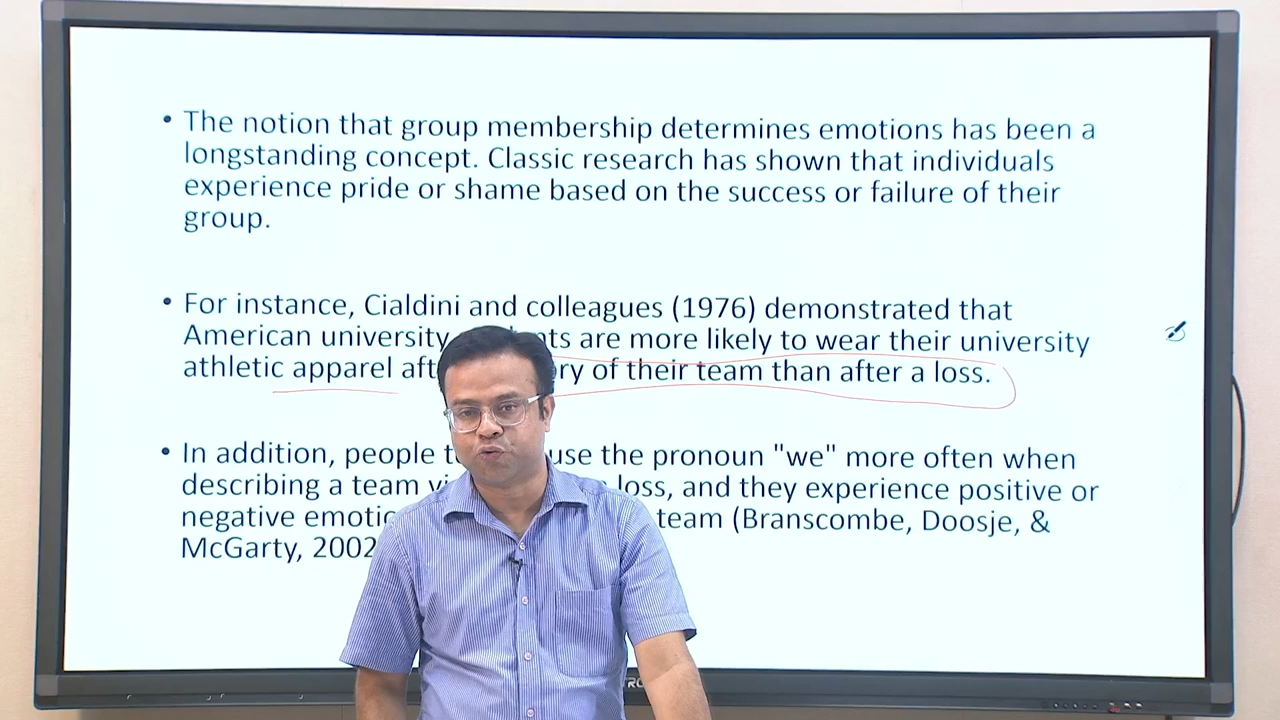 • The notion that group membership determines emotions has been a
longstanding concept. Classic research has shown that individuals
experience pride or shame based on the success or failure of their
group.
• For instance, Cialdini and colleagues (1976) demonstrated that
American university are more likely to wear their university
athletic apparel of their team than after a loss.
• In addition, people use the pronoun "we" more often when
describing a team loss, and they experience positive or
negative team (Branscombe, Doosje, &
McGarty, 2002